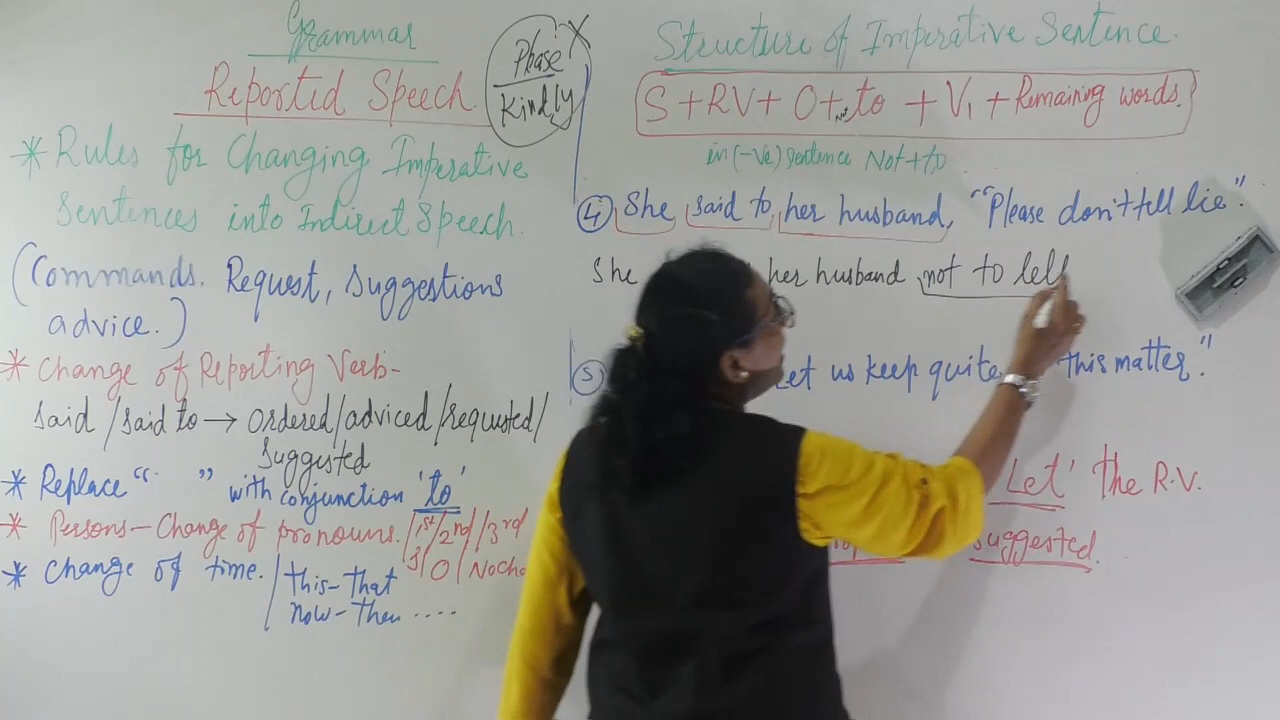 Grammar
Reported Speech.
* Rules for Changing Imperative
Sentences into Indirect Speech.
(Commands. Request, Suggestions
advice.)
* Change of Reporting Verb-
said / said to → ordered/adviced/requested/
suggested
* Replace " " with conjunction 'to'
* Persons - Change of pronouns. /1st/2nd/3rd
S/O/Nocha
* Change of time. / this - that
now - then ....
Phase X
Kindly
Structure of Imperative Sentence.
S + RV + O + Not to + V1 + Remaining words.
in (-ve) sentence Not + to
④ She said to her husband, "Please don't tell lie".
She her husband not to tell
⑤ Let us keep quite this matter."
Let' the R.V.
suggested.